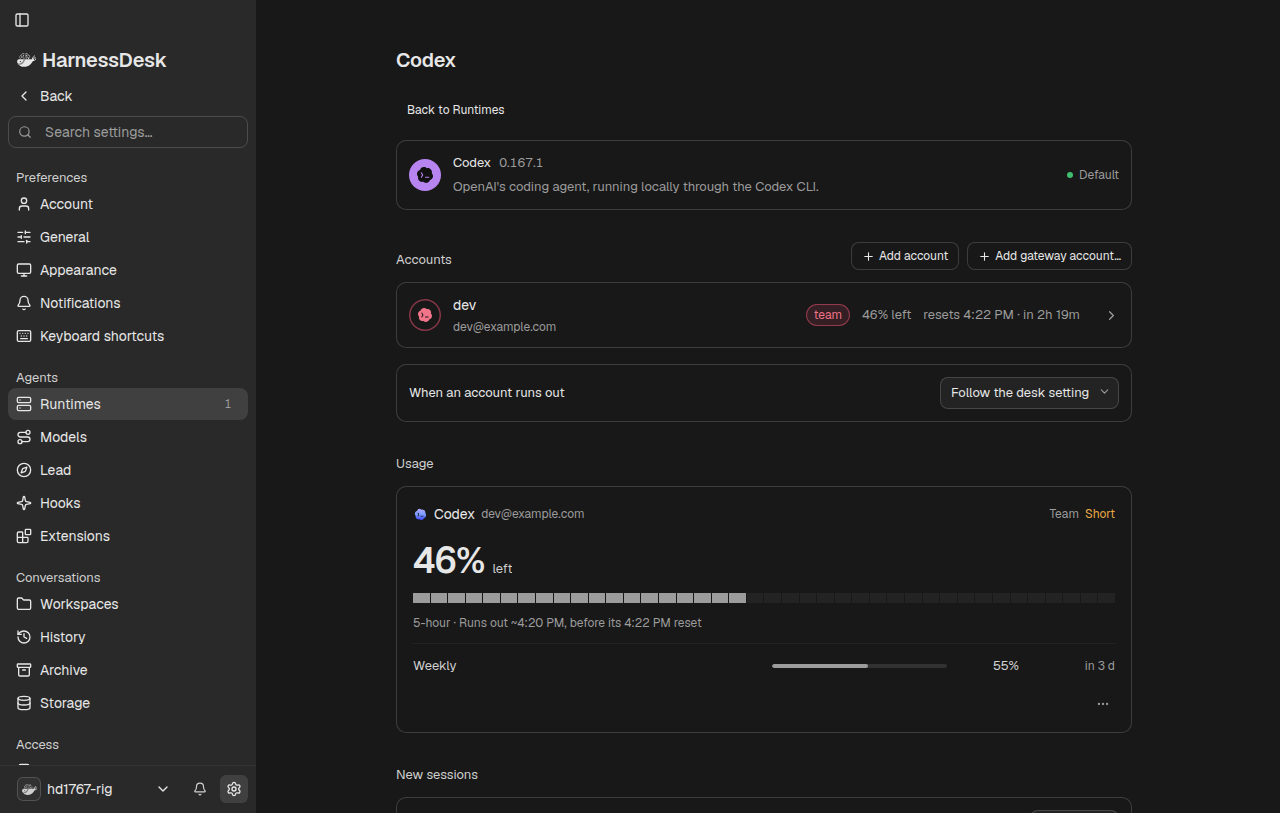 HarnessDesk
Back
Search settings…
Preferences
Account
General
Appearance
Notifications
Keyboard shortcuts
Agents
Runtimes 1
Models
Lead
Hooks
Extensions
Conversations
Workspaces
History
Archive
Storage
Access
hd1767-rig
Codex
Back to Runtimes
Codex 0.167.1
OpenAI's coding agent, running locally through the Codex CLI.
Default
Accounts
+ Add account
+ Add gateway account…
dev
dev@example.com
team 46% left resets 4:22 PM · in 2h 19m
When an account runs out
Follow the desk setting
Usage
Codex dev@example.com
Team Short
46% left
5-hour · Runs out ~4:20 PM, before its 4:22 PM reset
Weekly 55% in 3 d
…
New sessions